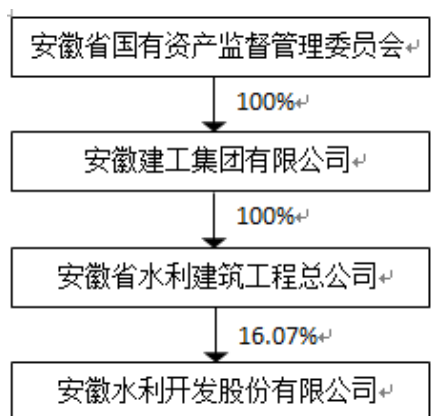 安徽省国有资产监督管理委员会
100%
安徽建工集团有限公司
100%
安徽省水利建筑工程总公司
16.07%
安徽水利开发股份有限公司